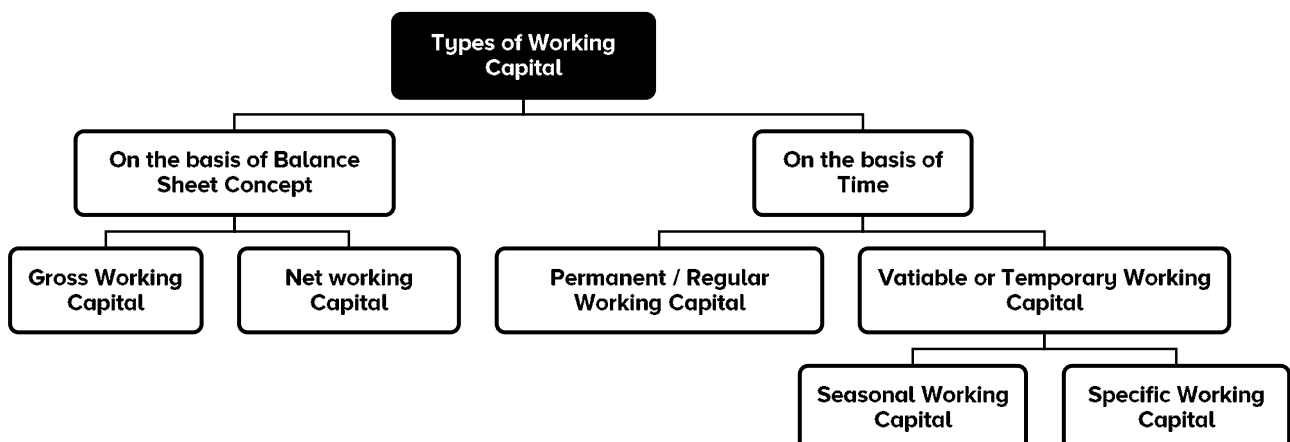 Types of Working
Capital
On the basis of Balance
Sheet Concept
On the basis of
Time
Gross Working
Capital
Net working
Capital
Permanent / Regular
Working Capital
Vatiable or Temporary Working
Capital
Seasonal Working
Capital
Specific Working
Capital